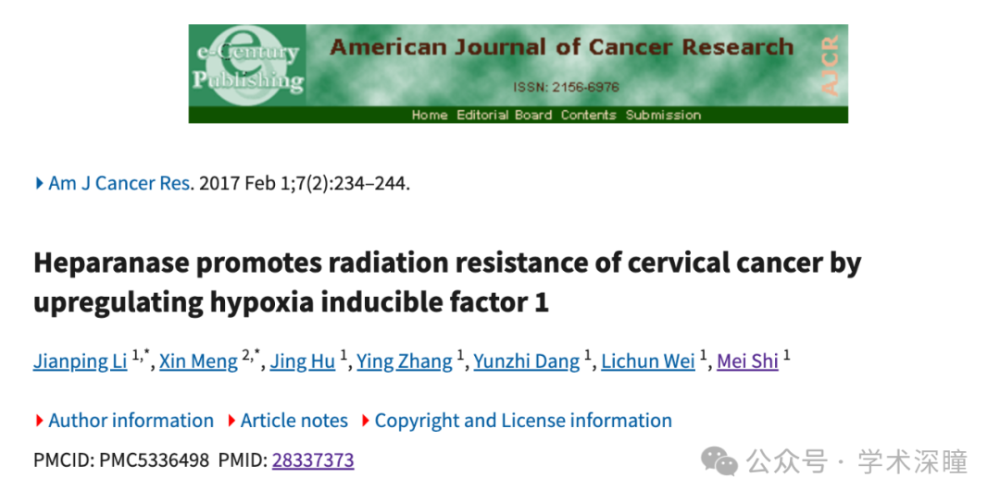 e-Century
Publishing
American Journal of Cancer Research
AJCR
ISSN: 2156-6976
Home Editorial Board Contents Submission
Am J Cancer Res. 2017 Feb 1;7(2):234–244.
Heparanase promotes radiation resistance of cervical cancer by
upregulating hypoxia inducible factor 1
Jianping Li 1,*, Xin Meng 2,*, Jing Hu 1, Ying Zhang 1, Yunzhi Dang 1, Lichun Wei 1, Mei Shi 1
Author information Article notes Copyright and License information
PMCID: PMC5336498 PMID: 28337373
公众号 · 学术深瞳